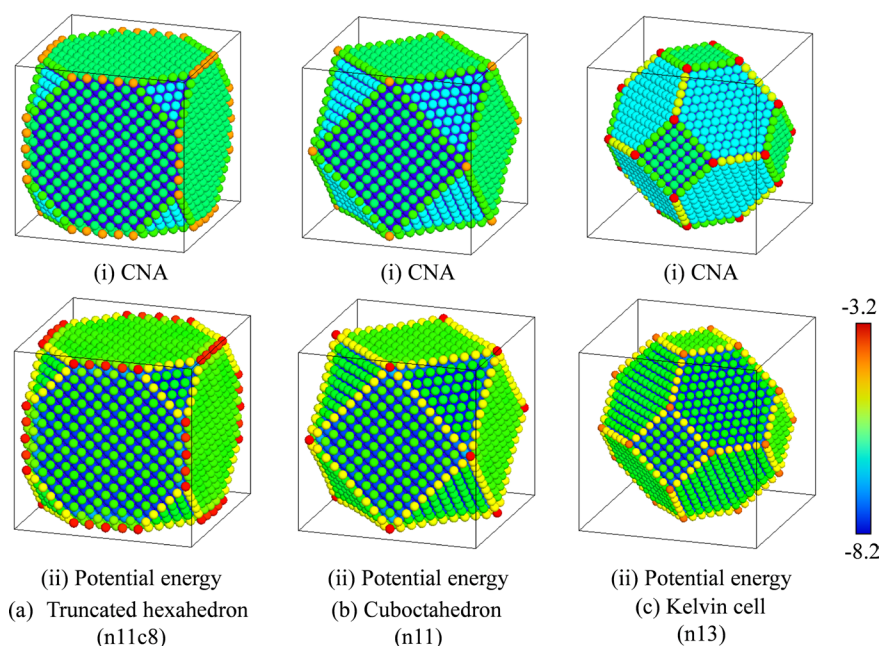 (i) CNA
(i) CNA
(i) CNA
-3.2
-8.2
(ii) Potential energy
(ii) Potential energy
(ii) Potential energy
(a) Truncated hexahedron
(n11c8)
(b) Cuboctahedron
(n11)
(c) Kelvin cell
(n13)